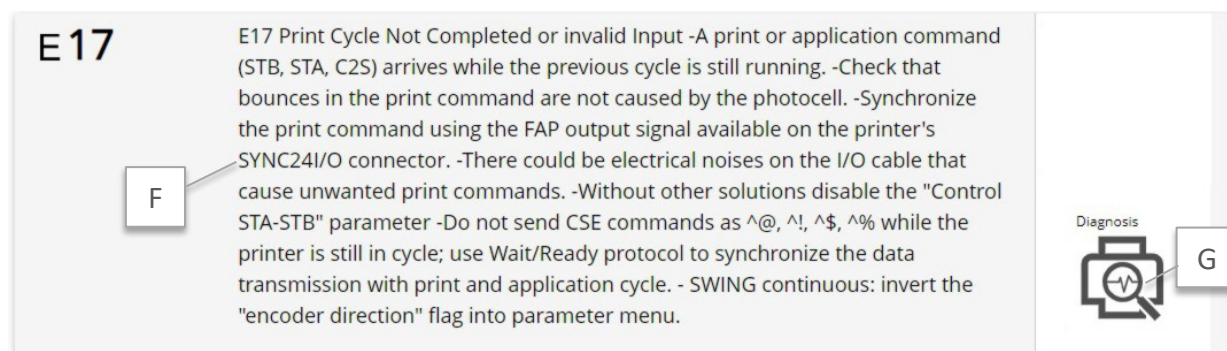 E 17
E17 Print Cycle Not Completed or invalid Input -A print or application command
(STB, STA, C2S) arrives while the previous cycle is still running. -Check that
bounces in the print command are not caused by the photocell. -Synchronize
the print command using the FAP output signal available on the printer's
SYNC24I/O connector. -There could be electrical noises on the I/O cable that
cause unwanted print commands. -Without other solutions disable the "Control
STA-STB" parameter -Do not send CSE commands as ^@, ^!, ^$, ^% while the
printer is still in cycle; use Wait/Ready protocol to synchronize the data
transmission with print and application cycle. - SWING continuous: invert the
"encoder direction" flag into parameter menu.
F
Diagnosis
G